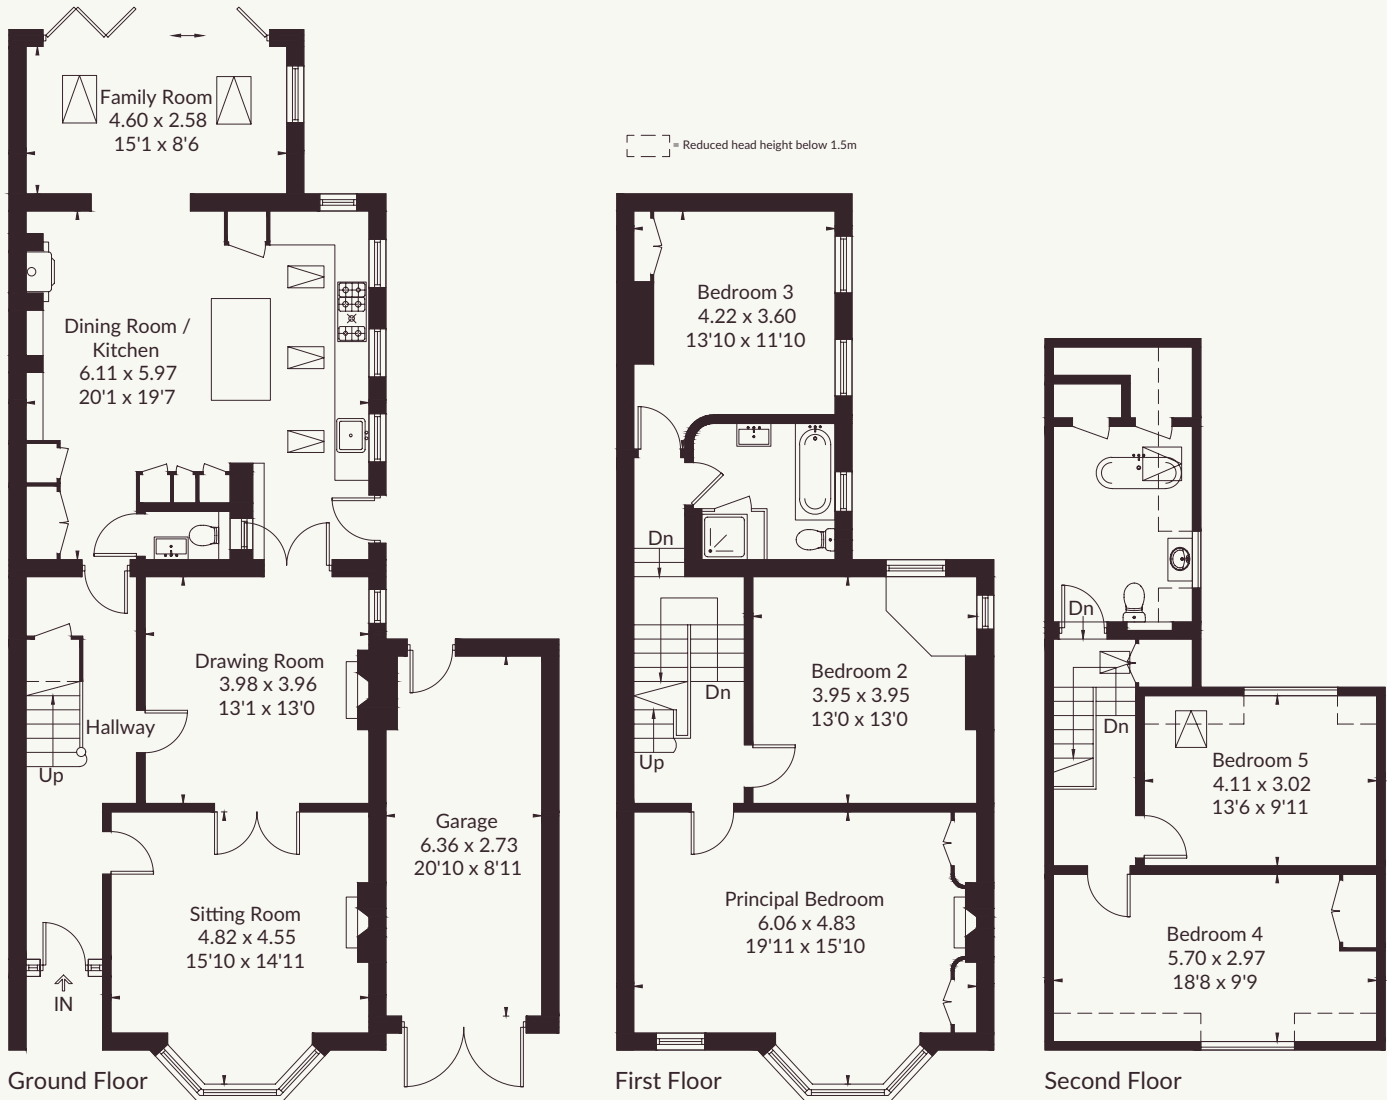 Family Room
4.60 x 2.58
15'1 x 8'6
Dining Room /
Kitchen
6.11 x 5.97
20'1 x 19'7
Drawing Room
3.98 x 3.96
13'1 x 13'0
Hallway
Up
Garage
6.36 x 2.73
20'10 x 8'11
Sitting Room
4.82 x 4.55
15'10 x 14'11
IN
Ground Floor
= Reduced head height below 1.5m
Bedroom 3
4.22 x 3.60
13'10 x 11'10
Dn
Dn
Up
Bedroom 2
3.95 x 3.95
13'0 x 13'0
Principal Bedroom
6.06 x 4.83
19'11 x 15'10
First Floor
Dn
Dn
Bedroom 5
4.11 x 3.02
13'6 x 9'11
Bedroom 4
5.70 x 2.97
18'8 x 9'9
Second Floor